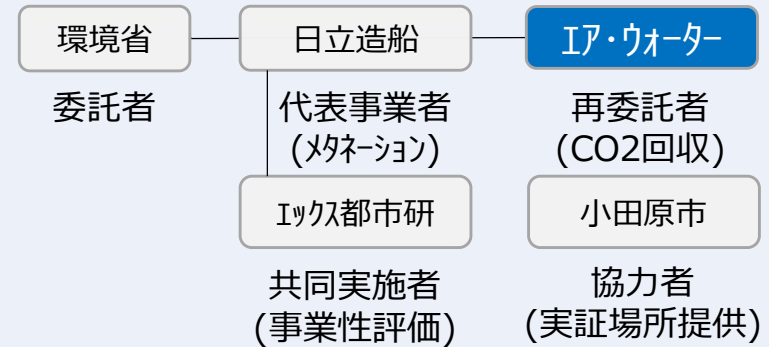 環境省
日立造船
エア・ウォーター
委託者
代表事業者
(メタネーション)
再委託者
(CO2回収)
エックス都市研
小田原市
共同実施者
(事業性評価)
協力者
(実証場所提供)